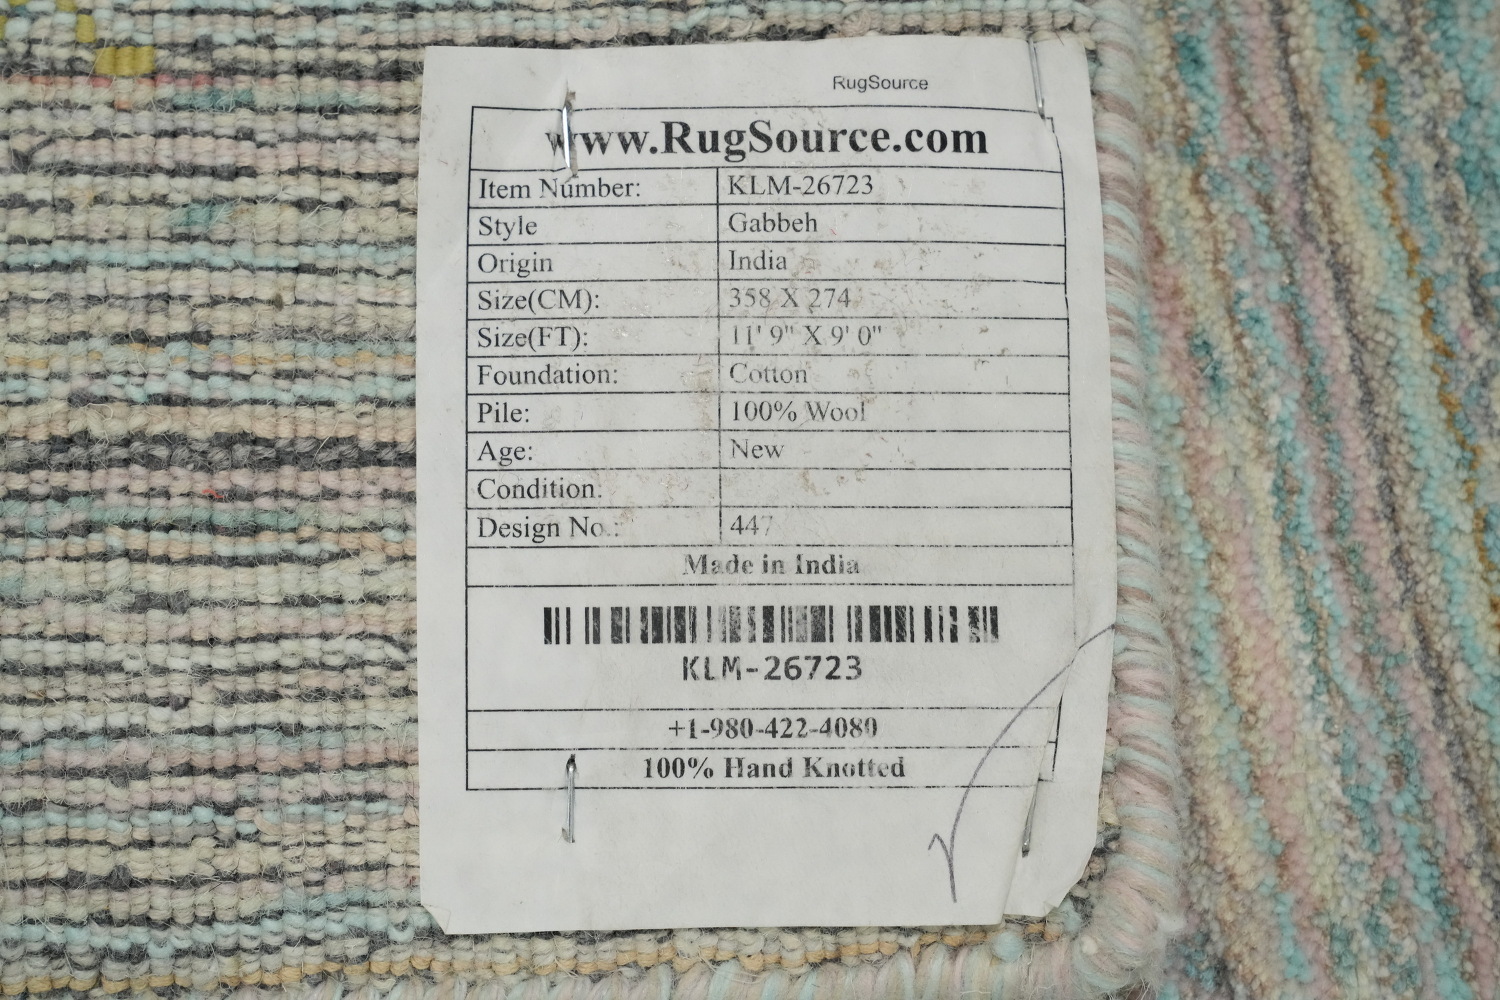 RugSource
www.RugSource.com
Item Number: KLM-26723
Style Gabbeh
Origin India
Size(CM): 358 X 274
Size(FT): 11' 9" X 9' 0"
Foundation: Cotton
Pile: 100% Wool
Age: New
Condition:
Design No.: 447
Made in India
KLM-26723
+1-980-422-4080
100% Hand Knotted